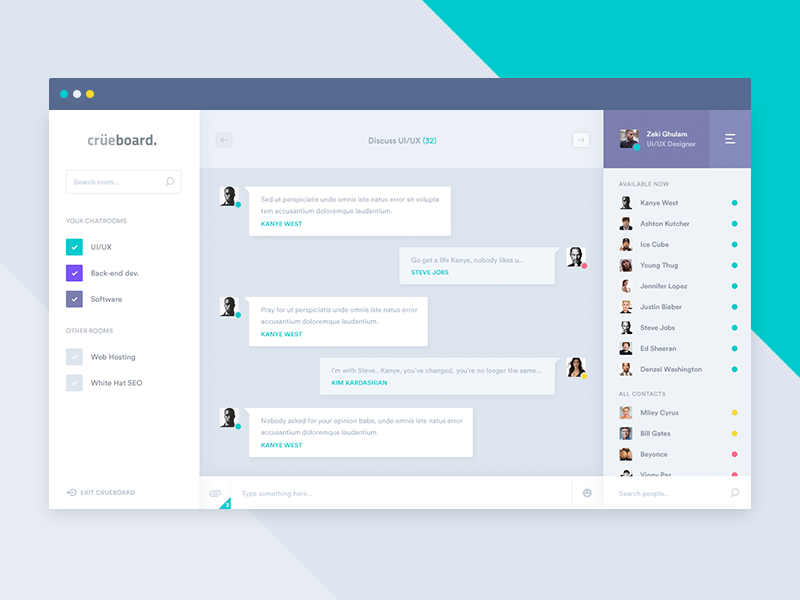 crüeboard.
Search room...
YOUR CHATROOMS
UI/UX
Back-end dev.
Software
OTHER ROOMS
Web Hosting
White Hat SEO
EXIT CRUEBOARD
Discuss UI/UX (32)
Sed ut perspiciatis unde omnis iste natus error sit volupta
tem accusantium doloremque laudantium.
KANYE WEST
Go get a life Kanye, nobody likes u..
STEVE JOBS
Pray for ut perspiciatis unde omnis iste natus error
accusantium doloremque laudantium.
KANYE WEST
I'm with Steve.. Kanye, you've changed, you're no longer the same...
KIM KARDASHIAN
Nobody asked for your opinion babe, unde omnis iste natus error
accusantium doloremque laudantium.
KANYE WEST
Type something here...
Zeki Ghulam
UI/UX Designer
AVAILABLE NOW
Kanye West
Ashton Kutcher
Ice Cube
Young Thug
Jennifer Lopez
Justin Bieber
Steve Jobs
Ed Sheeran
Denzel Washington
ALL CONTACTS
Miley Cyrus
Bill Gates
Beyonce
Vinny Paz
Search people...